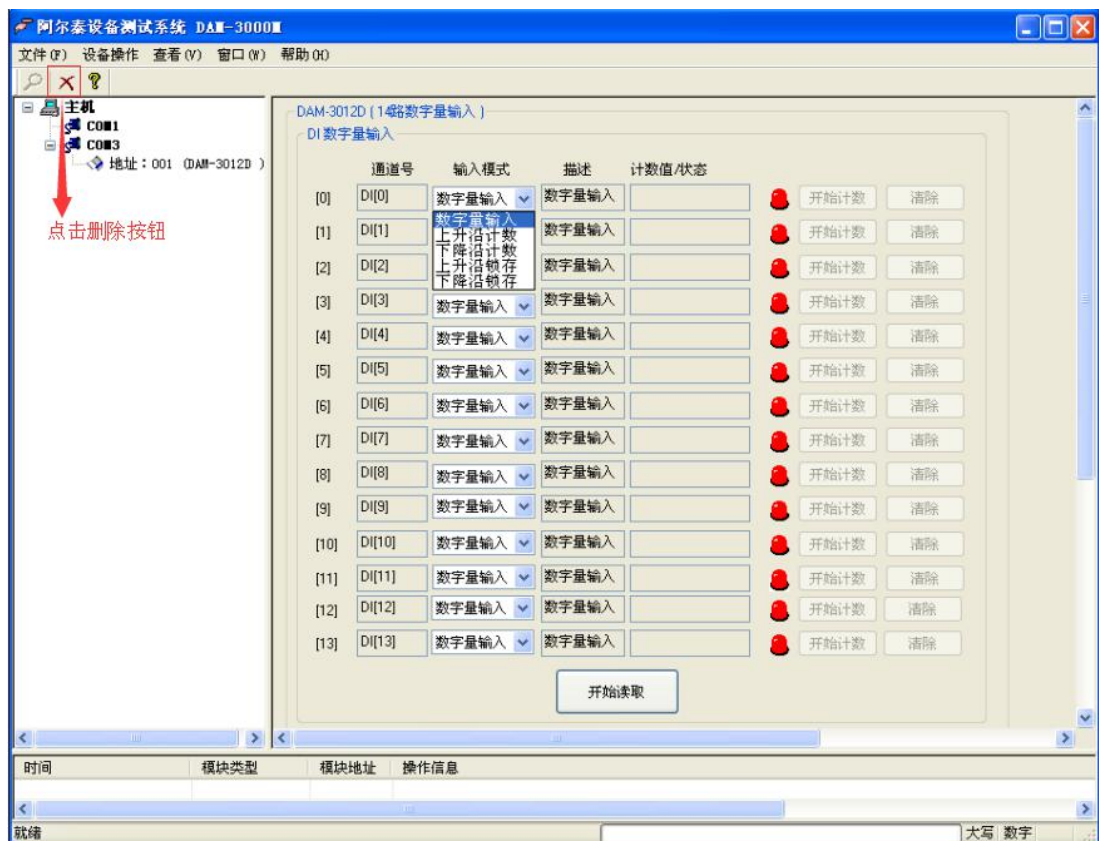 阿尔泰设备测试系统 DAM-3000M
文件(F) 设备操作 查看(V) 窗口(W) 帮助(H)
主机
COM1
COM3
地址：001 (DAM-3012D )
点击删除按钮
DAM-3012D ( 14路数字量输入 )
DI 数字量输入
通道号 输入模式 描述 计数值/状态
[0] DI[0] 数字量输入 数字量输入 开始计数 清除
数字量输入
上升沿计数
下降沿计数
上升沿锁存
下降沿锁存
[1] DI[1] 数字量输入 开始计数 清除
[2] DI[2] 数字量输入 开始计数 清除
[3] DI[3] 数字量输入 数字量输入 开始计数 清除
[4] DI[4] 数字量输入 数字量输入 开始计数 清除
[5] DI[5] 数字量输入 数字量输入 开始计数 清除
[6] DI[6] 数字量输入 数字量输入 开始计数 清除
[7] DI[7] 数字量输入 数字量输入 开始计数 清除
[8] DI[8] 数字量输入 数字量输入 开始计数 清除
[9] DI[9] 数字量输入 数字量输入 开始计数 清除
[10] DI[10] 数字量输入 数字量输入 开始计数 清除
[11] DI[11] 数字量输入 数字量输入 开始计数 清除
[12] DI[12] 数字量输入 数字量输入 开始计数 清除
[13] DI[13] 数字量输入 数字量输入 开始计数 清除
开始读取
时间 模块类型 模块地址 操作信息
就绪 大写 数字